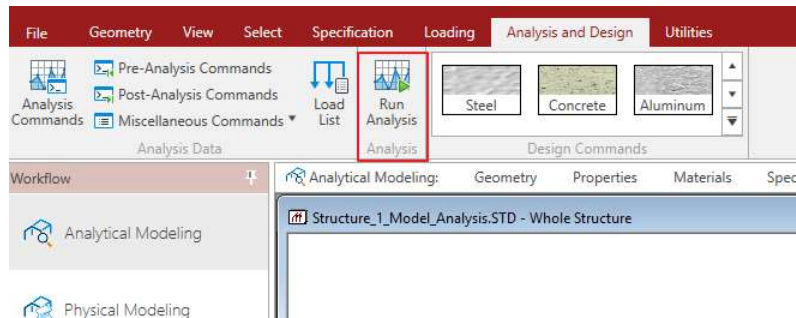 File Geometry View Select Specification Loading Analysis and Design Utilities
Analysis Commands
Pre-Analysis Commands
Post-Analysis Commands
Miscellaneous Commands
Analysis Data
Load List
Run Analysis
Analysis
Steel Concrete Aluminum
Design Commands
Workflow
Analytical Modeling
Physical Modeling
Analytical Modeling: Geometry Properties Materials Spec
Structure_1_Model_Analysis.STD - Whole Structure